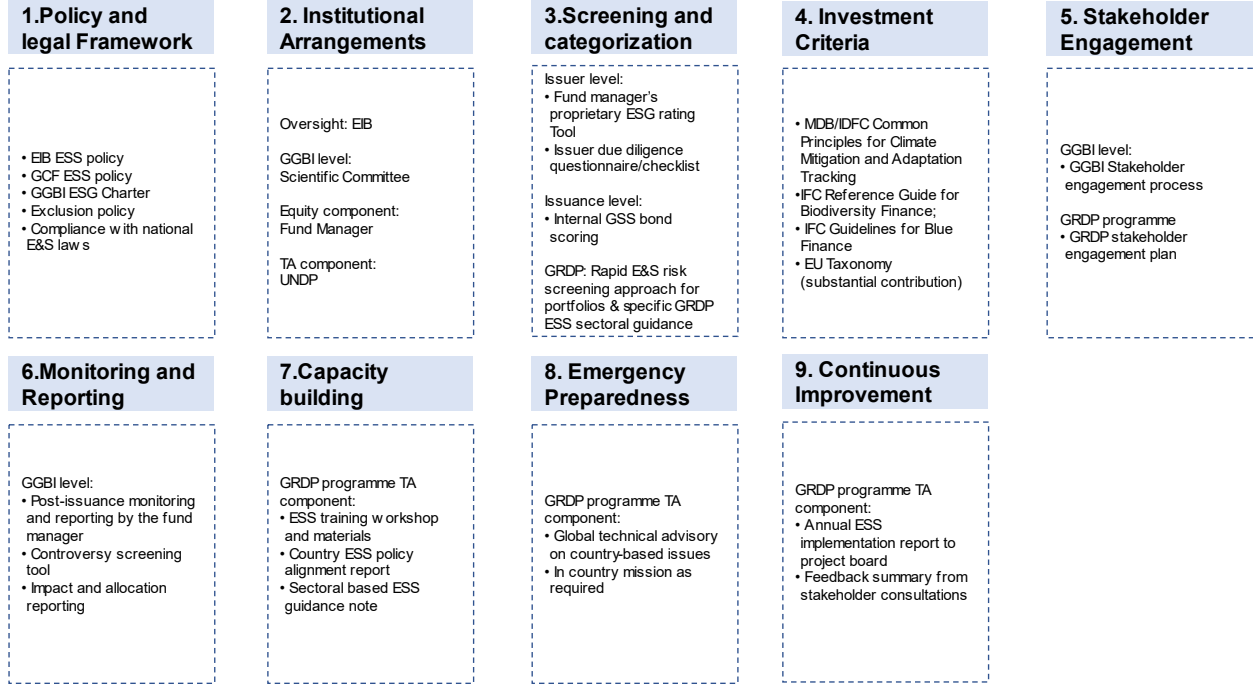 1.Policy and
legal Framework
• EIB ESS policy
• GCF ESS policy
• GGBI ESG Charter
• Exclusion policy
• Compliance with national
E&S laws
2. Institutional
Arrangements
Oversight: EIB
GGBI level:
Scientific Committee
Equity component:
Fund Manager
TA component:
UNDP
3.Screening and
categorization
Issuer level:
• Fund manager's
proprietary ESG rating
Tool
• Issuer due diligence
questionnaire/checklist
Issuance level:
• Internal GSS bond
scoring
GRDP: Rapid E&S risk
screening approach for
portfolios & specific GRDP
ESS sectoral guidance
4. Investment
Criteria
• MDB/IDFC Common
Principles for Climate
Mitigation and Adaptation
Tracking
•IFC Reference Guide for
Biodiversity Finance;
• IFC Guidelines for Blue
Finance
• EU Taxonomy
(substantial contribution)
5. Stakeholder
Engagement
GGBI level:
• GGBI Stakeholder
engagement process
GRDP programme
• GRDP stakeholder
engagement plan
6.Monitoring and
Reporting
GGBI level:
• Post-issuance monitoring
and reporting by the fund
manager
• Controversy screening
tool
• Impact and allocation
reporting
7.Capacity
building
GRDP programme TA
component:
• ESS training workshop
and materials
• Country ESS policy
alignment report
• Sectoral based ESS
guidance note
8. Emergency
Preparedness
GRDP programme TA
component:
• Global technical advisory
on country-based issues
• In country mission as
required
9. Continuous
Improvement
GRDP programme TA
component:
• Annual ESS
implementation report to
project board
• Feedback summary from
stakeholder consultations